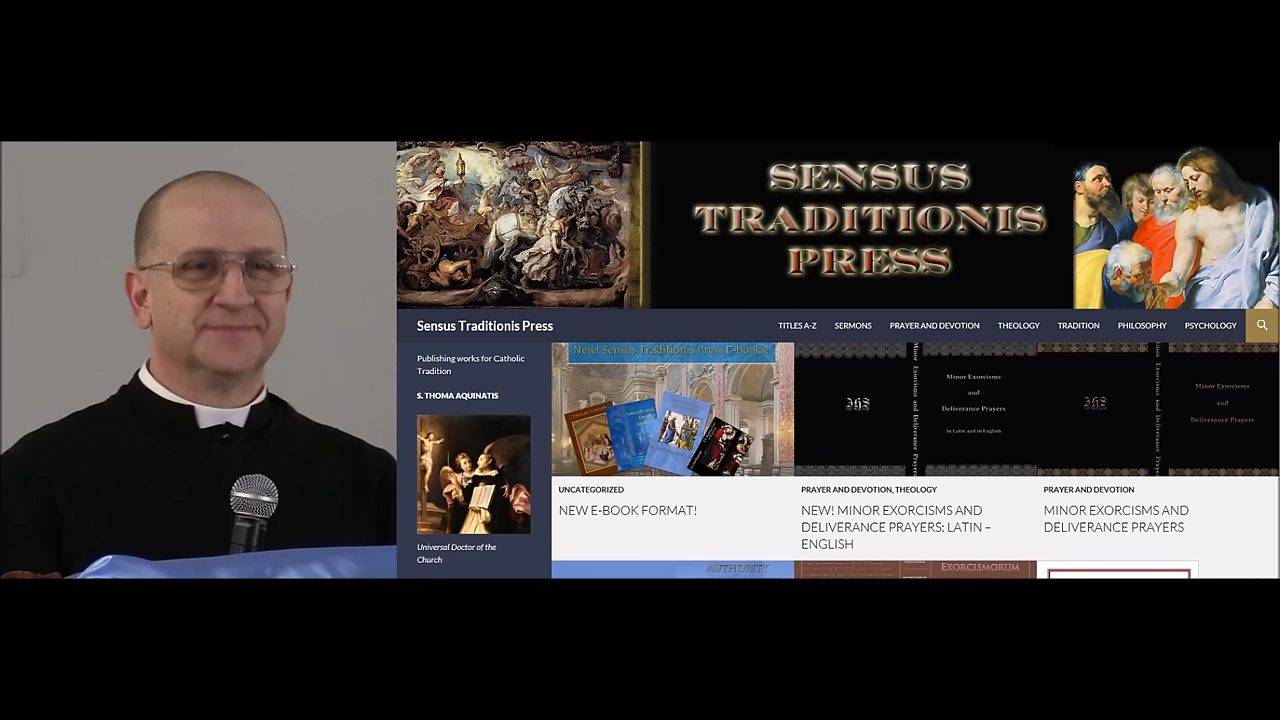 SENSUS
TRADITIONIS
PRESS
Sensus Traditionis Press
TITLES A-Z
SERMONS
PRAYER AND DEVOTION
THEOLOGY
TRADITION
PHILOSOPHY
PSYCHOLOGY
Publishing works for Catholic
Tradition
S. THOMA AQUINATIS
Universal Doctor of the
Church
New! Sensus Traditionis Press E-books!
UNCATEGORIZED
NEW E-BOOK FORMAT!
IHS
Minor Exorcisms and Deliverance Prayers
Minor Exorcisms
and
Deliverance Prayers
In Latin and in English
PRAYER AND DEVOTION, THEOLOGY
NEW! MINOR EXORCISMS AND
DELIVERANCE PRAYERS: LATIN –
ENGLISH
IHS
Minor Exorcisms and Deliverance Prayers
Minor Exorcisms
and
Deliverance Prayers
PRAYER AND DEVOTION
MINOR EXORCISMS AND
DELIVERANCE PRAYERS
AUTHORITY
EXORCISMORUM